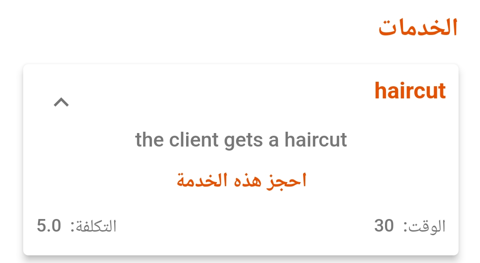 الخدمات
haircut
the client gets a haircut
احجز هذه الخدمة
الوقت: 30
التكلفة: 5.0